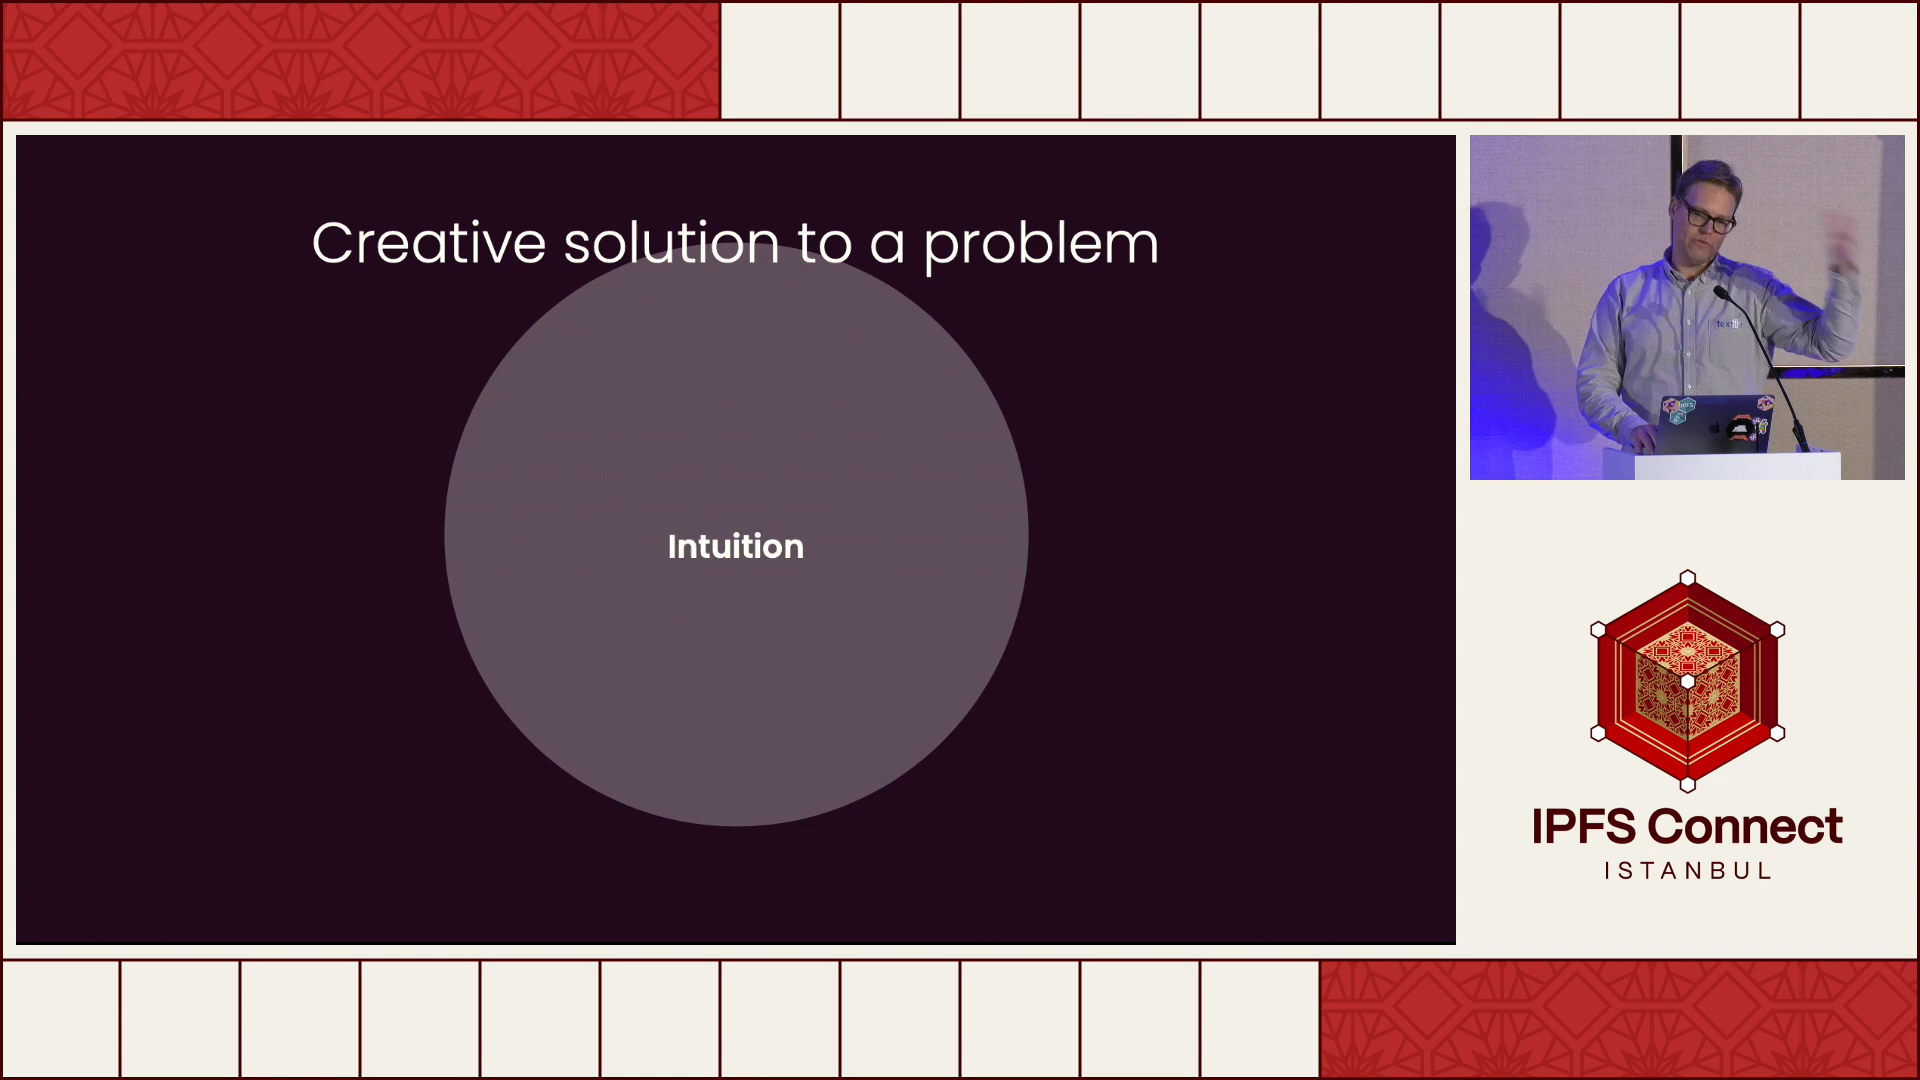 Creative solution to a problem
Intuition
IPFS Connect
ISTANBUL